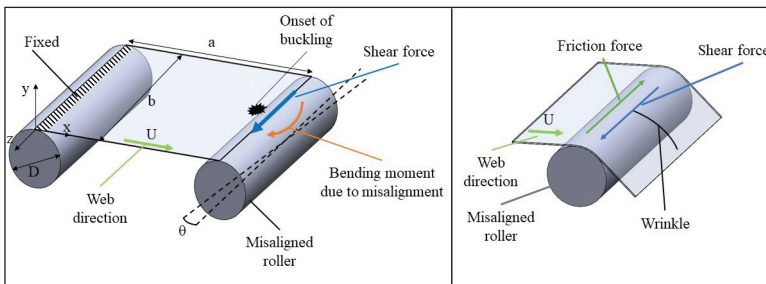 Fixed
a
Onset of
buckling
Shear force
b
y
x
z
D
U
Web
direction
θ
Misaligned
roller
Bending moment
due to misalignment
Friction force
Shear force
U
Web
direction
Misaligned
roller
Wrinkle